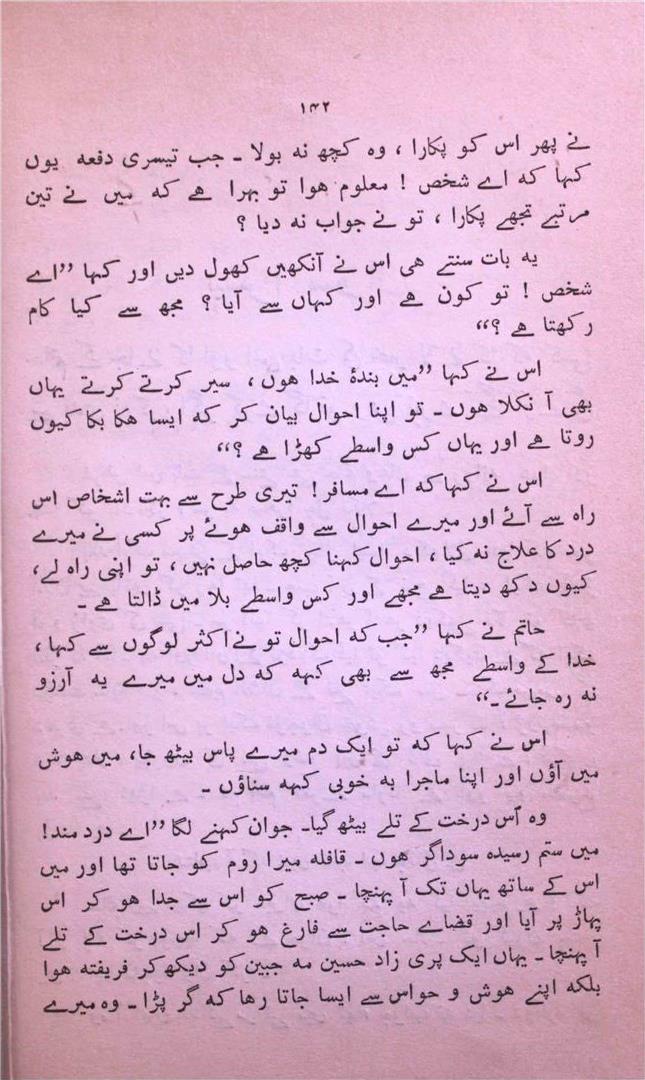 ۱۴۲
نے پھر اس کو پکارا ، وہ کچھ نہ بولا ۔ جب تیسری دفعہ یوں
کہا کہ اے شخص ! معلوم ہوا تو بہرا ہے کہ میں نے تین
مرتبے تجھے پکارا ، تو نے جواب نہ دیا ؟
یہ بات سنتے ہی اس نے آنکھیں کھول دیں اور کہا ”اے
شخص ! تو کون ہے اور کہاں سے آیا ؟ مجھ سے کیا کام
رکھتا ہے ؟“
اس نے کہا ”میں بندۂ خدا ہوں ، سیر کرتے کرتے یہاں
بھی آ نکلا ہوں ۔ تو اپنا احوال بیان کر کہ ایسا ہکا بکا کیوں
روتا ہے اور یہاں کس واسطے کھڑا ہے ؟“
اس نے کہا کہ اے مسافر ! تیری طرح سے بہت اشخاص اس
راہ سے آئے اور میرے احوال سے واقف ہوئے پر کسی نے میرے
درد کا علاج نہ کیا ، احوال کہنا کچھ حاصل نہیں ، تو اپنی راہ لے ،
کیوں دکھ دیتا ہے مجھے اور کس واسطے بلا میں ڈالتا ہے ۔
حاتم نے کہا ”جب کہ احوال تو نے اکثر لوگوں سے کہا ،
خدا کے واسطے مجھ سے بھی کہہ کہ دل میں میرے یہ آرزو
نہ رہ جائے ۔“
اس نے کہا کہ تو ایک دم میرے پاس بیٹھ جا ، میں ہوش
میں آؤں اور اپنا ماجرا بہ خوبی کہہ سناؤں ۔
وہ اُس درخت کے تلے بیٹھ گیا ۔ جوان کہنے لگا ”اے درد مند !
میں ستم رسیدہ سوداگر ہوں ۔ قافلہ میرا روم کو جاتا تھا اور میں
اس کے ساتھ یہاں تک آ پہنچا ۔ صبح کو اس سے جدا ہو کر اس
پہاڑ پر آیا اور قضاے حاجت سے فارغ ہو کر اس درخت کے تلے
آ پہنچا ۔ یہاں ایک پری زاد حسین مہ جبین کو دیکھ کر فریفتہ ہوا
بلکہ اپنے ہوش و حواس سے ایسا جاتا رہا کہ گر پڑا ۔ وہ میرے